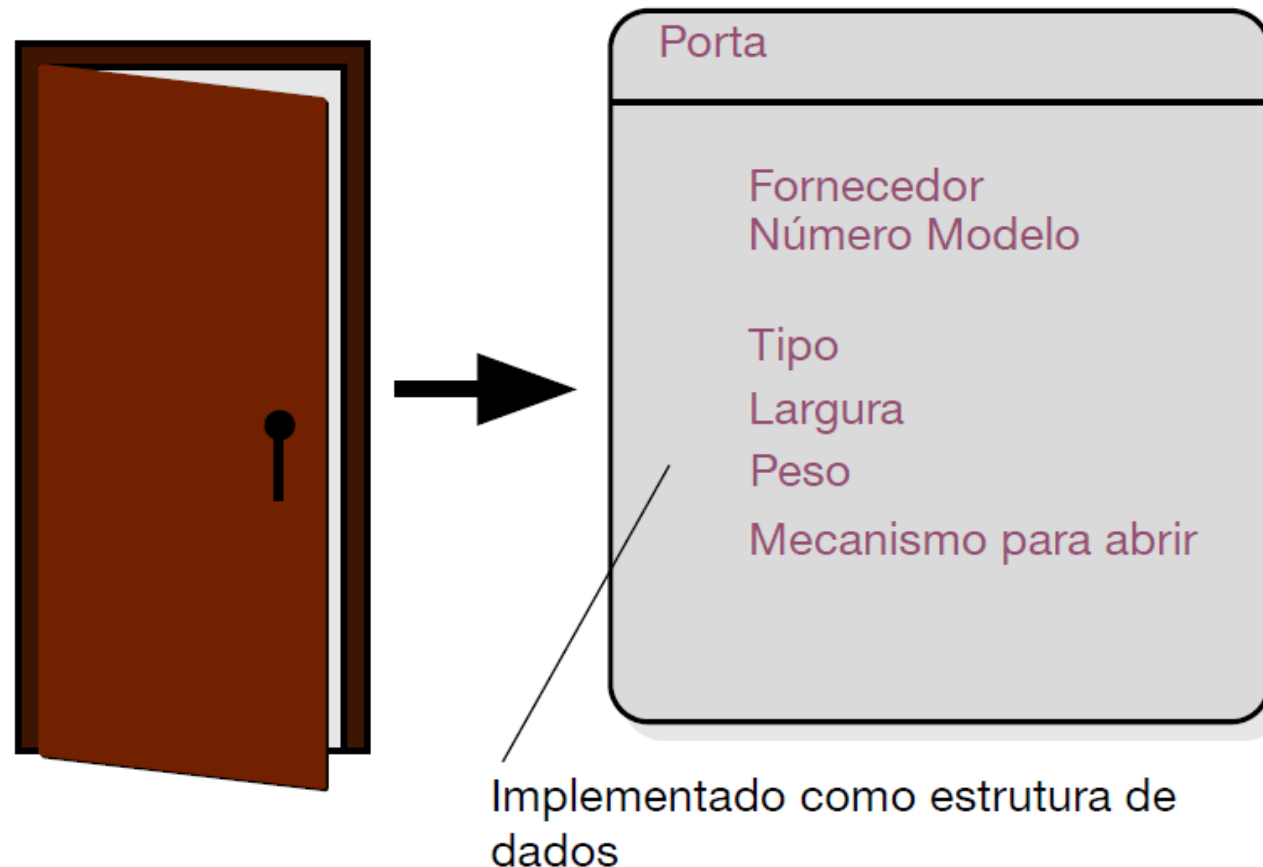 Porta
Fornecedor
Número Modelo
Tipo
Largura
Peso
Mecanismo para abrir
Implementado como estrutura de
dados